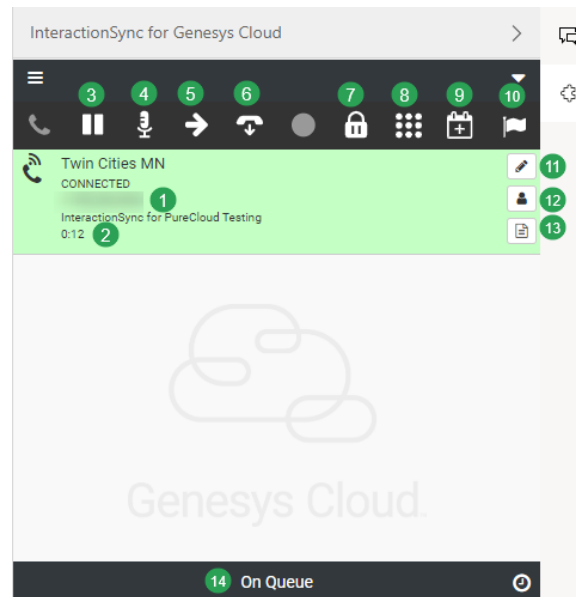 InteractionSync for Genesys Cloud
3 4 5 6 7 8 9 10
Twin Cities MN
CONNECTED
1
InteractionSync for PureCloud Testing
0:12 2
11
12
13
Genesys Cloud
14 On Queue